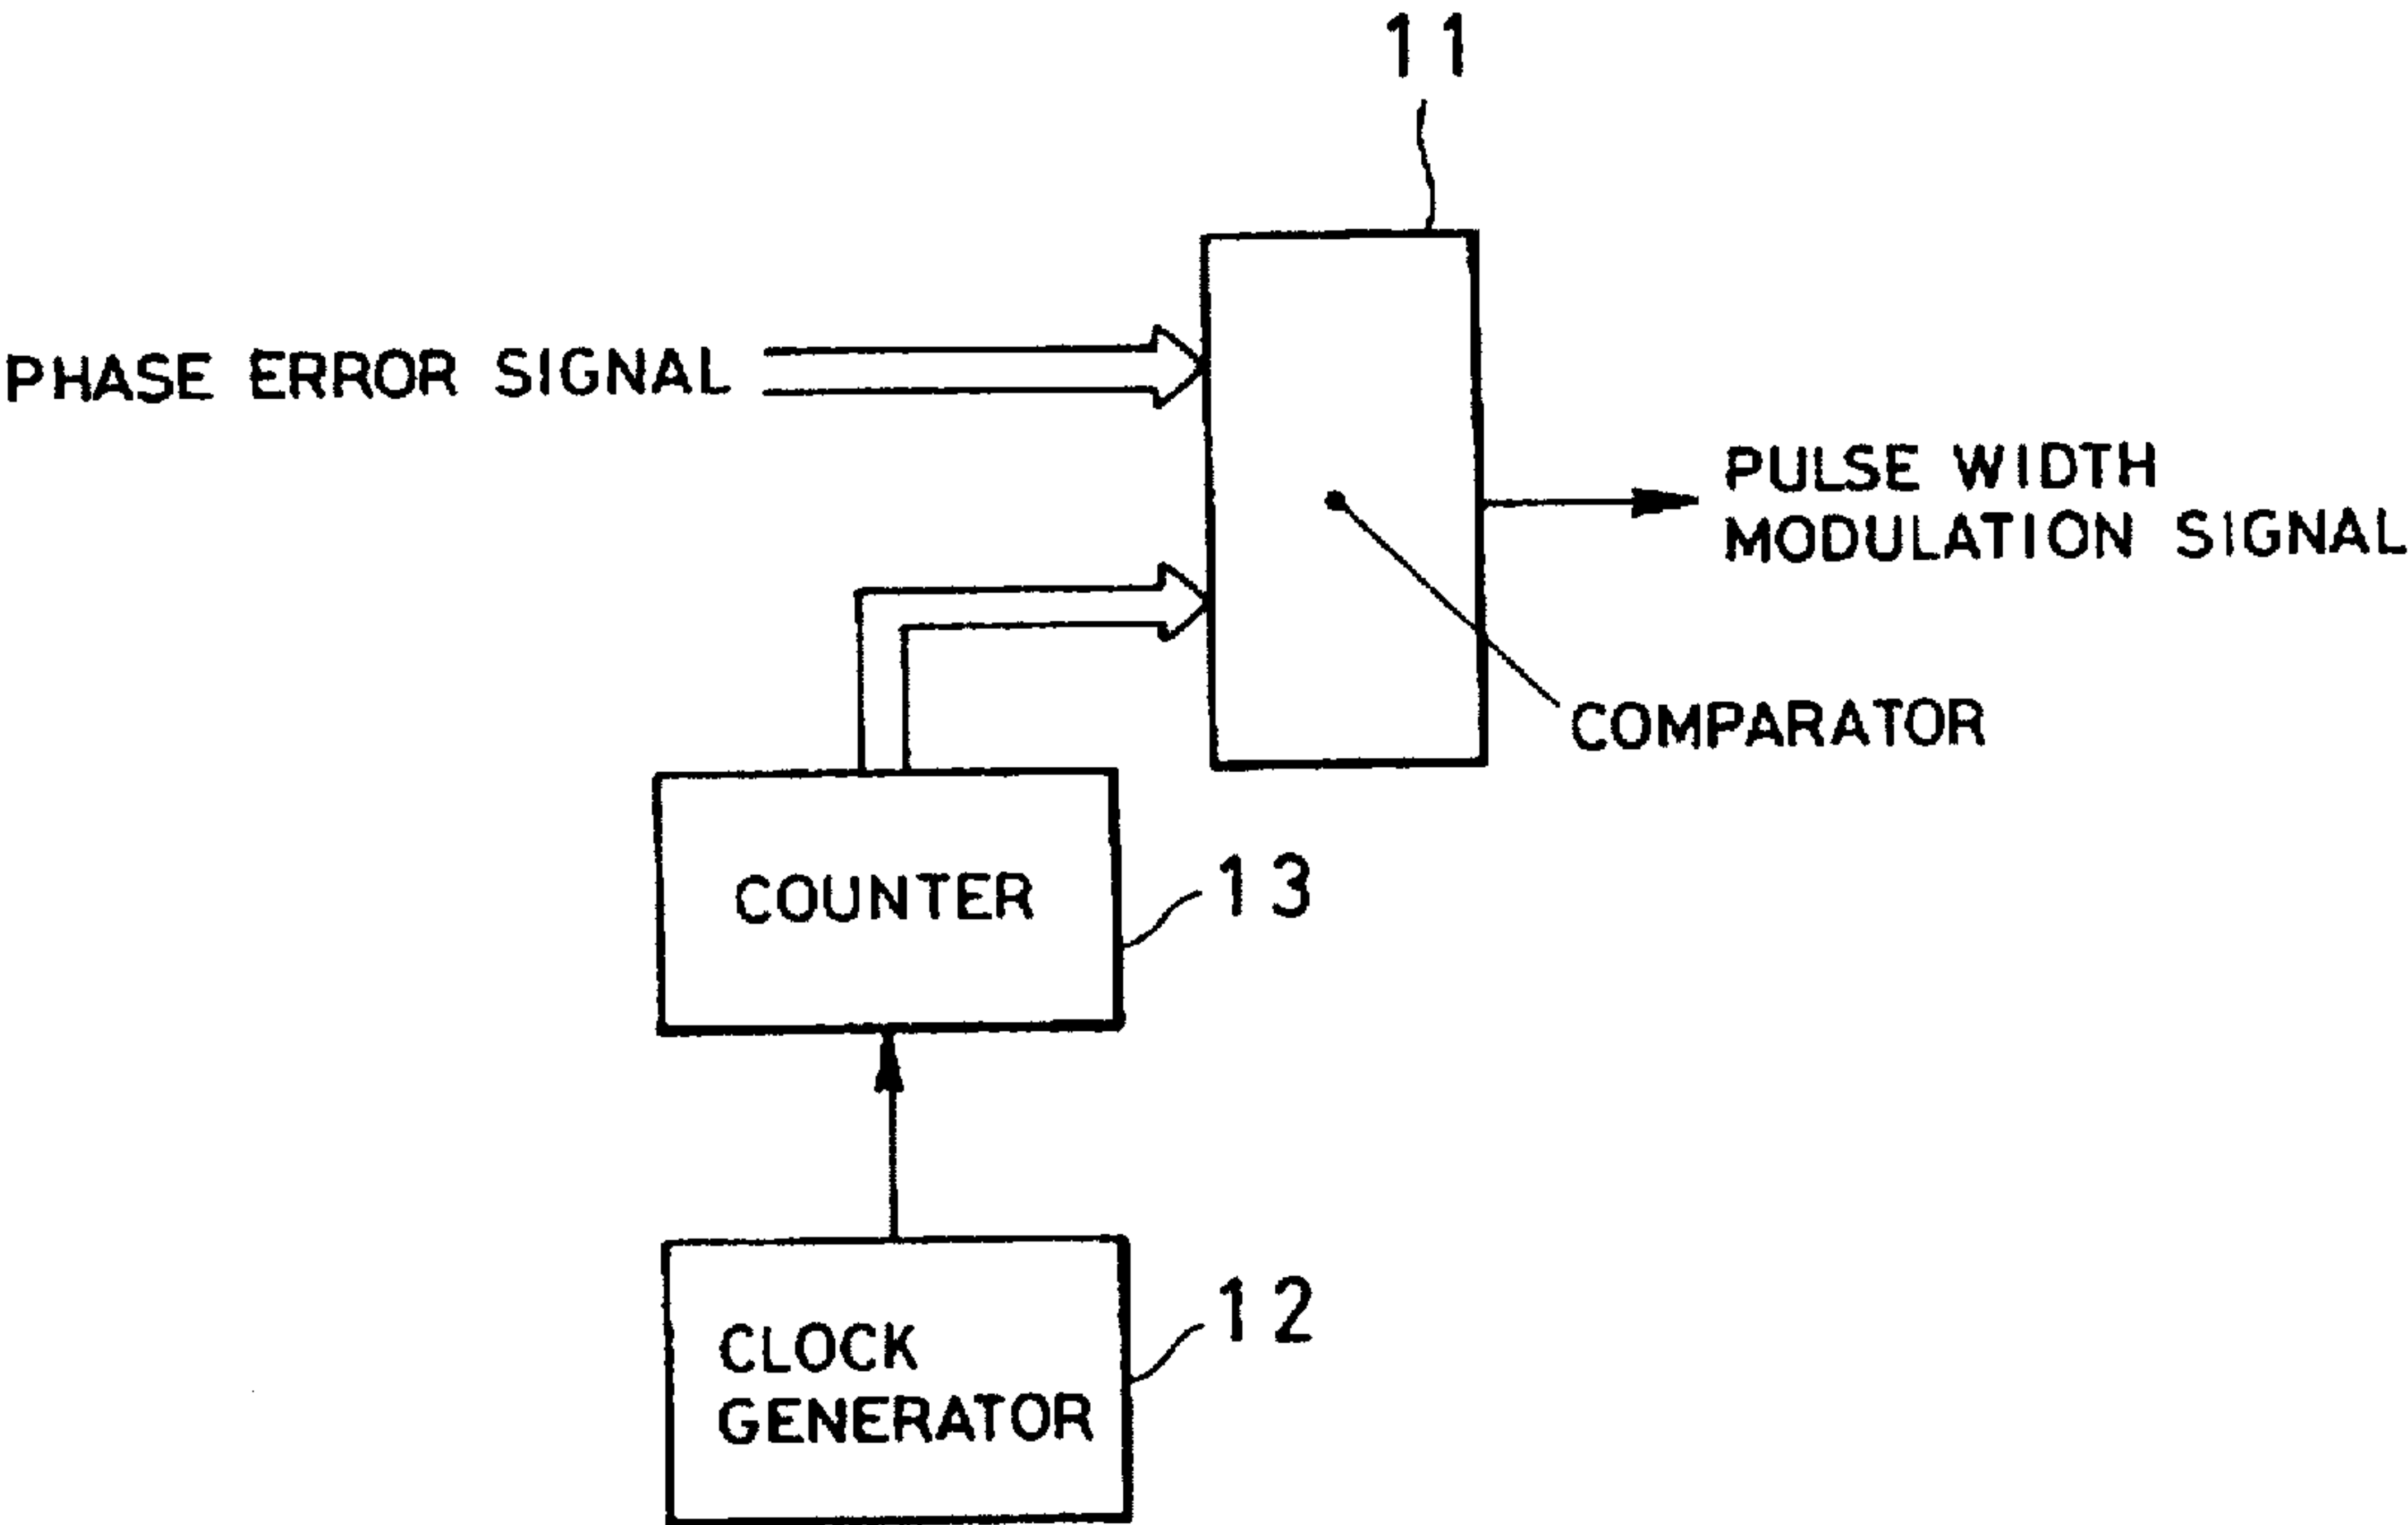 11
PHASE ERROR SIGNAL
PULSE WIDTH
MODULATION SIGNAL
COMPARATOR
COUNTER
13
CLOCK
GENERATOR
12